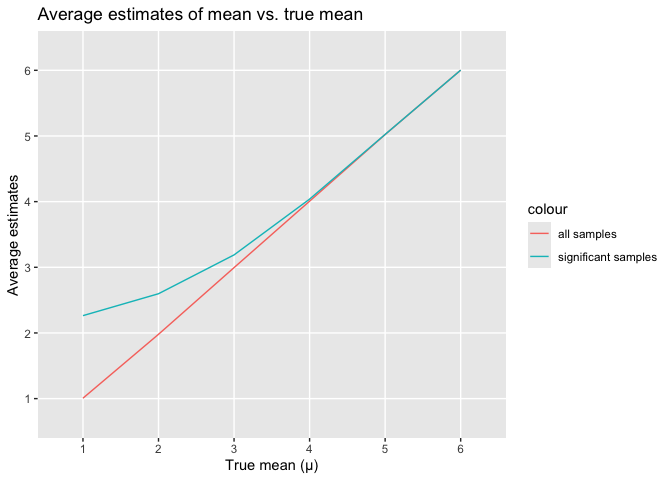 Average estimates of mean vs. true mean
Average estimates
6
5
4
3
2
1
1 2 3 4 5 6
True mean (μ)
colour
all samples
significant samples